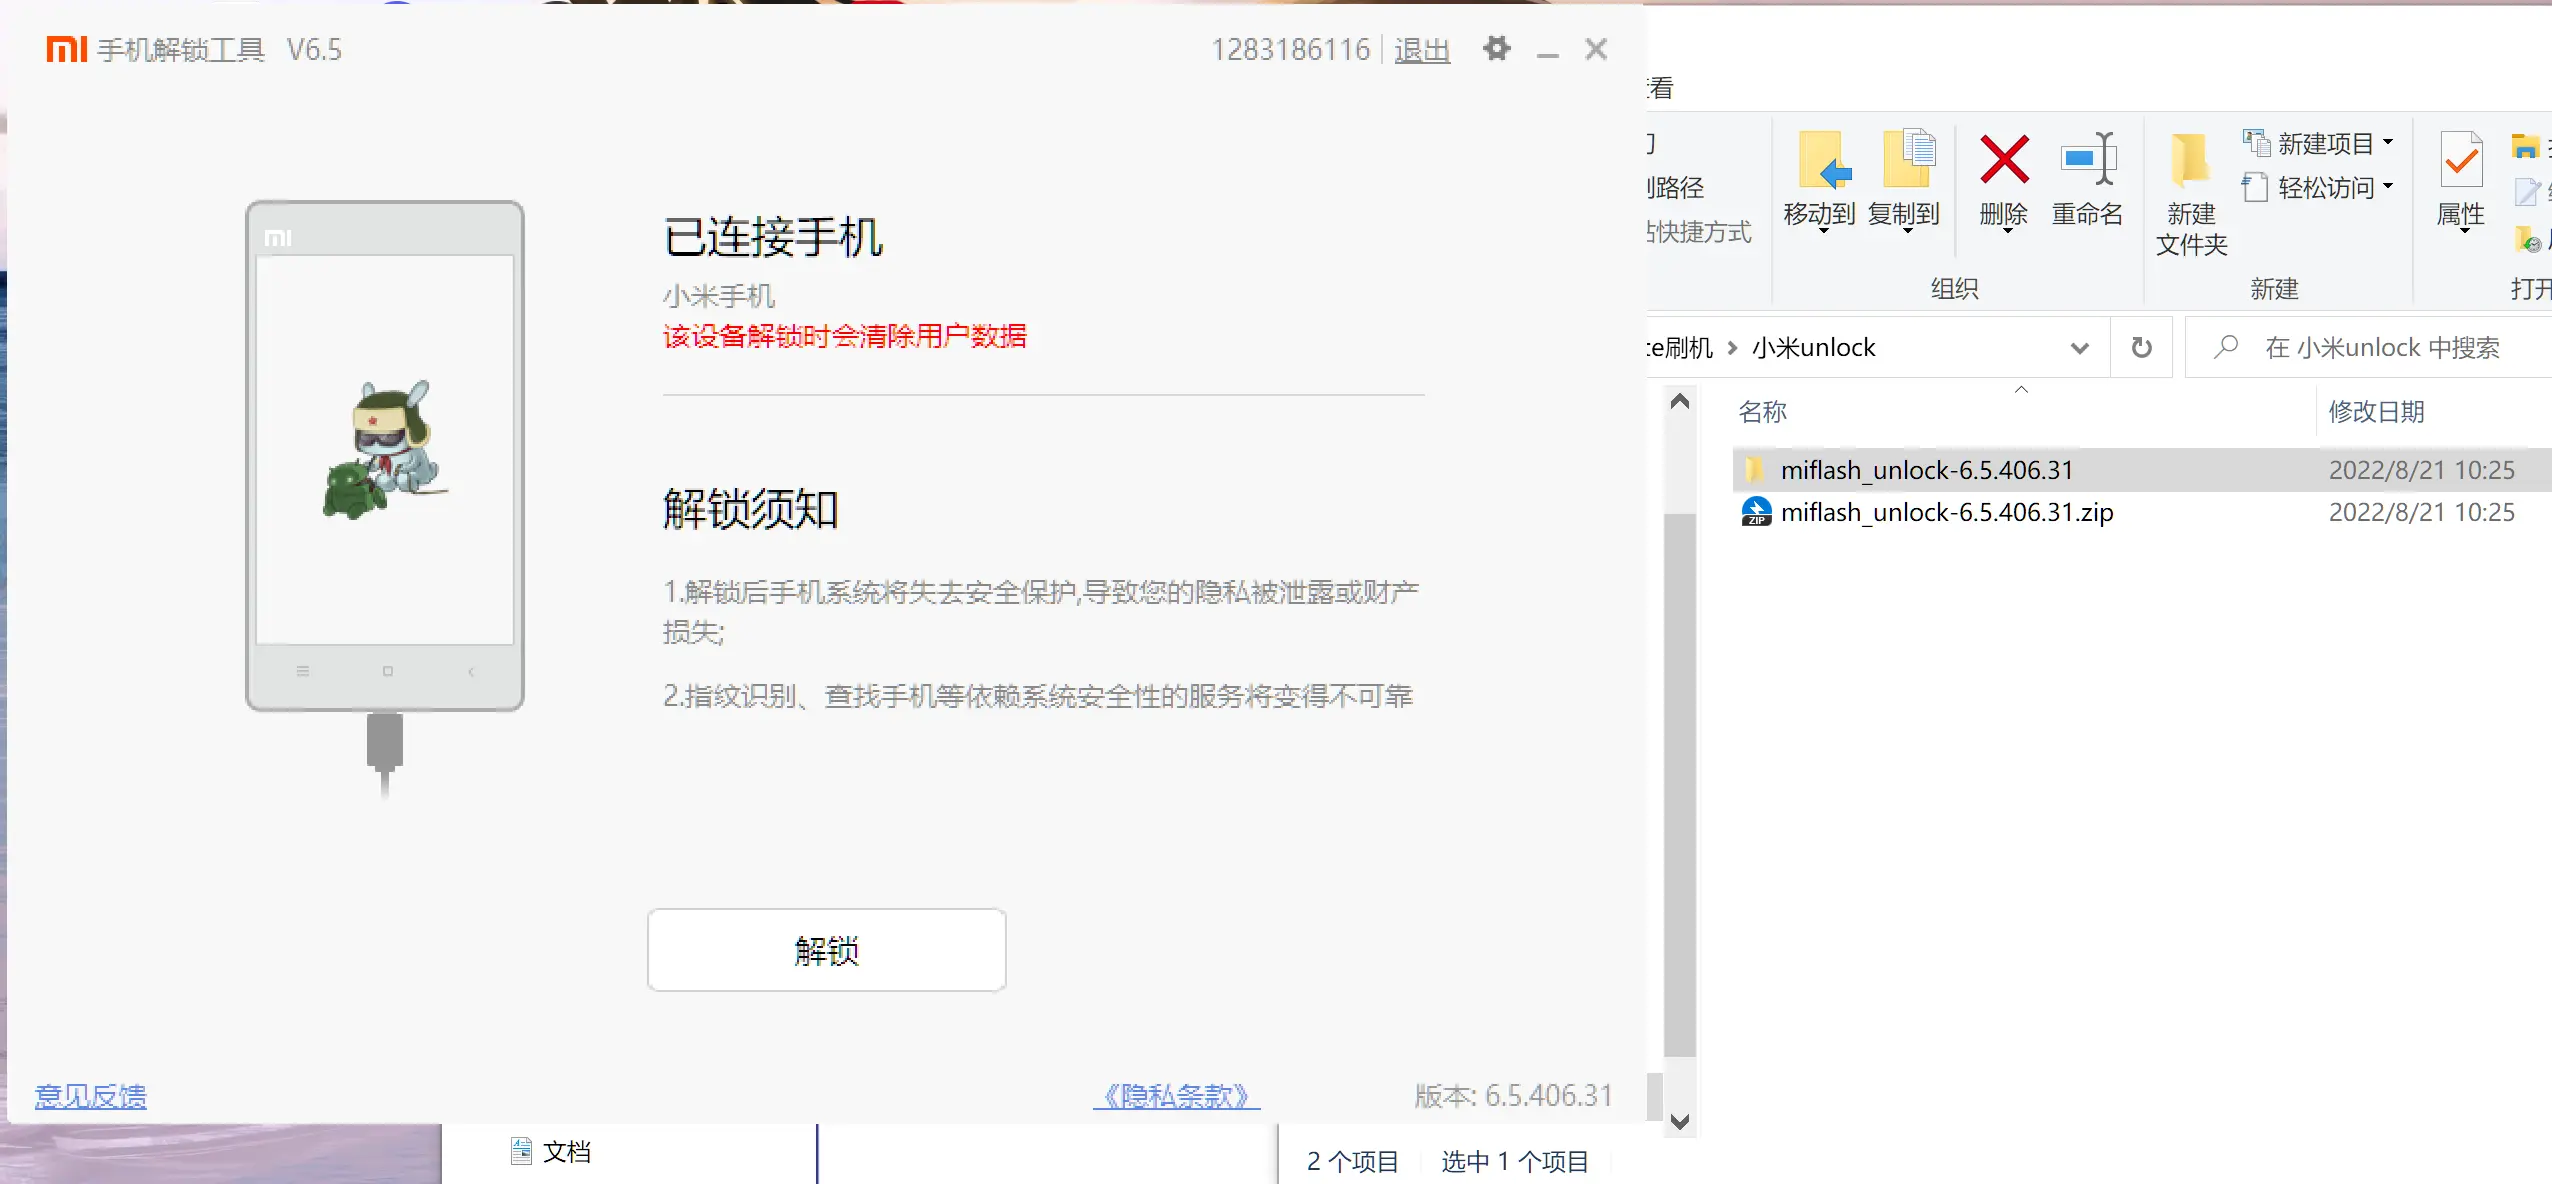 手机解锁工具 V6.5
1283186116 退出
已连接手机
小米手机
该设备解锁时会清除用户数据
解锁须知
1.解锁后手机系统将失去安全保护,导致您的隐私被泄露或财产
损失;
2.指纹识别、查找手机等依赖系统安全性的服务将变得不可靠
解锁
意见反馈
《隐私条款》
版本: 6.5.406.31
看
路径
快捷方式
移动到
复制到
删除
重命名
组织
新建
文件夹
新建项目
轻松访问
新建
属性
打开
te刷机 > 小米unlock
在 小米unlock 中搜索
名称 修改日期
miflash_unlock-6.5.406.31 2022/8/21 10:25
miflash_unlock-6.5.406.31.zip 2022/8/21 10:25
ZIP
文档
2 个项目 选中 1 个项目